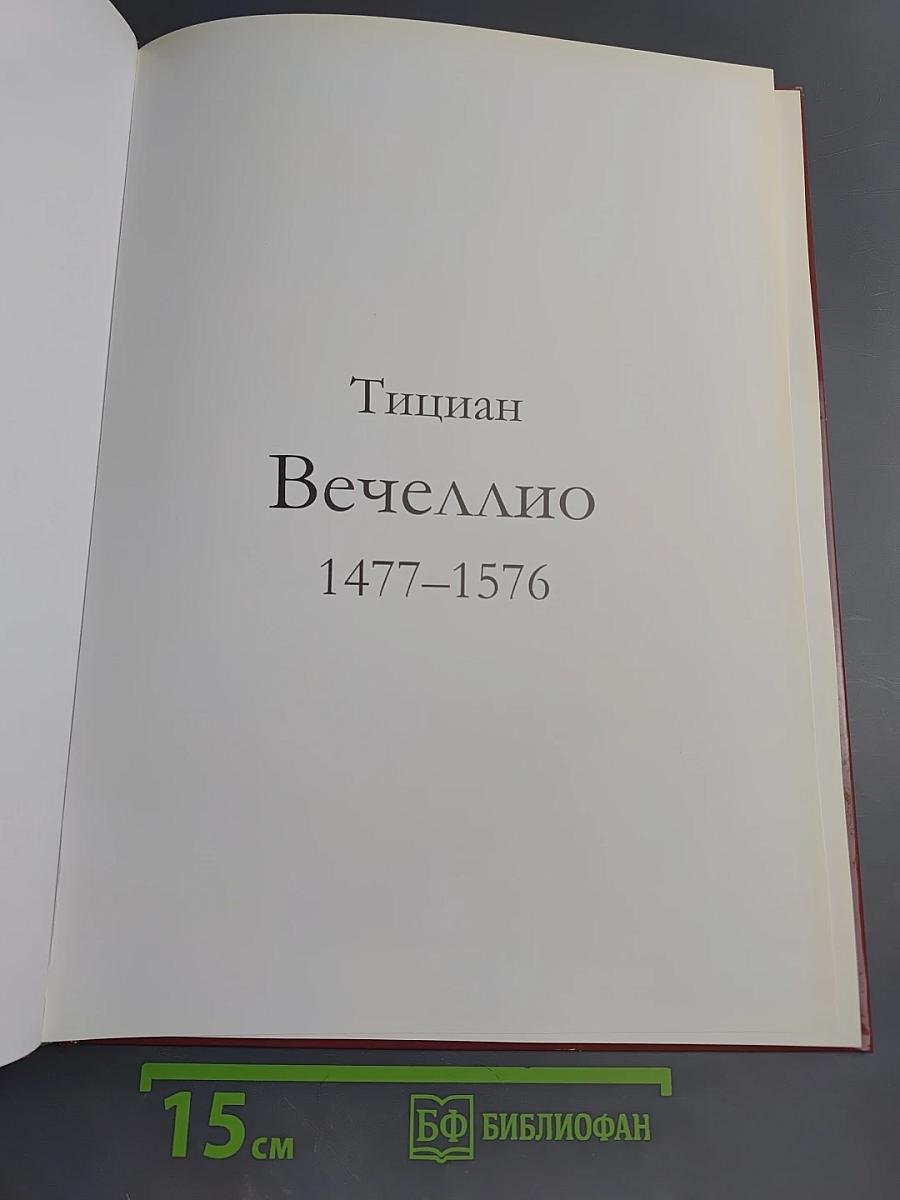 Тициан
Вечеллио
1477–1576
15 см
БФ БИБЛИОФАН